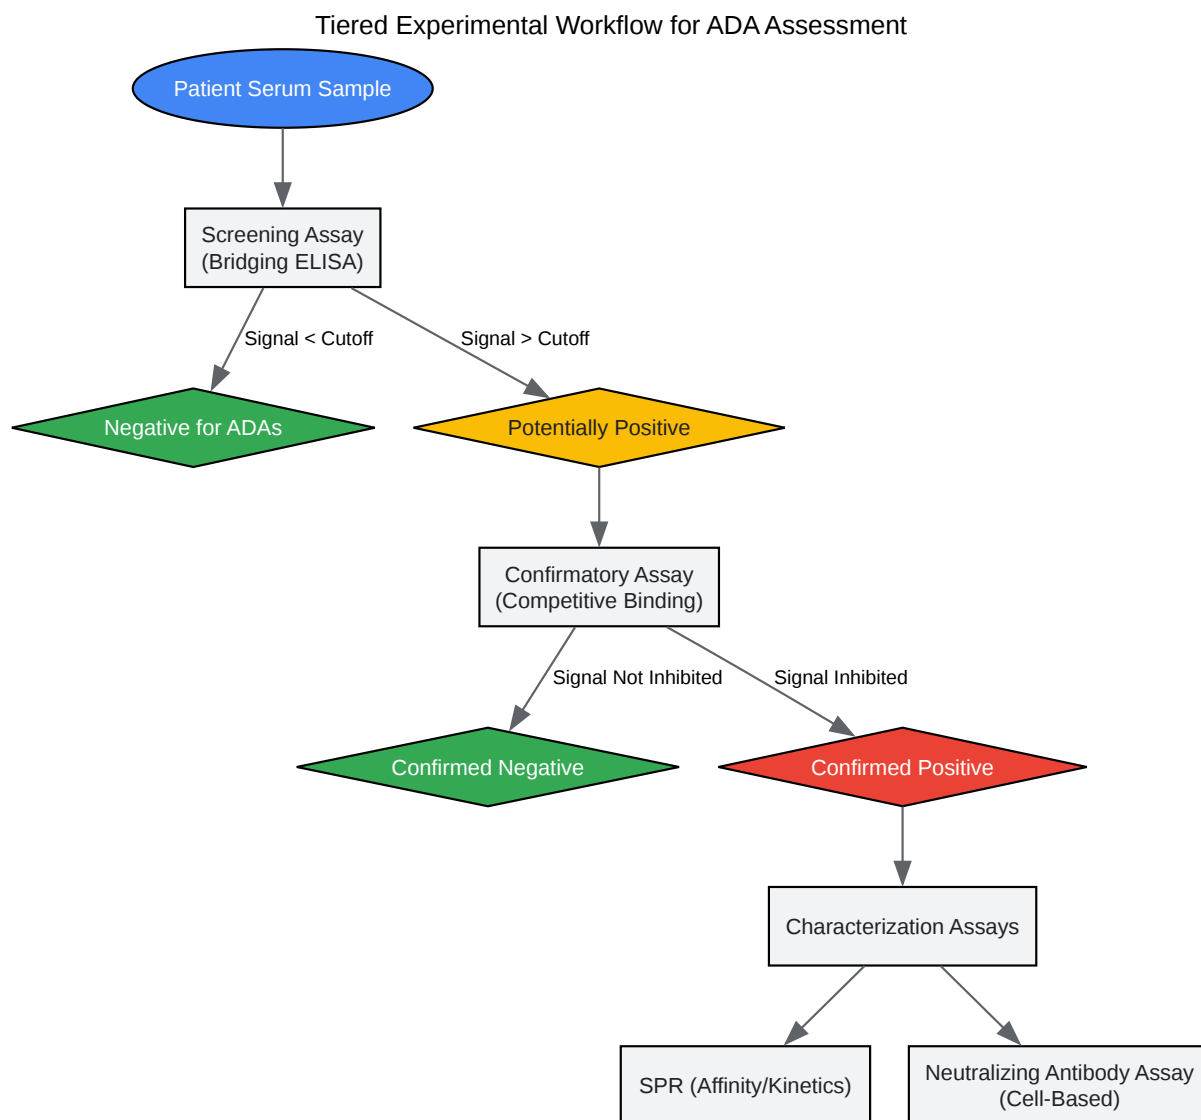 Tiered Experimental Workflow for ADA Assessment
Patient Serum Sample
Screening Assay
(Bridging ELISA)
Signal < Cutoff
Signal > Cutoff
Negative for ADAs
Potentially Positive
Confirmatory Assay
(Competitive Binding)
Signal Not Inhibited
Signal Inhibited
Confirmed Negative
Confirmed Positive
Characterization Assays
SPR (Affinity/Kinetics)
Neutralizing Antibody Assay
(Cell-Based)